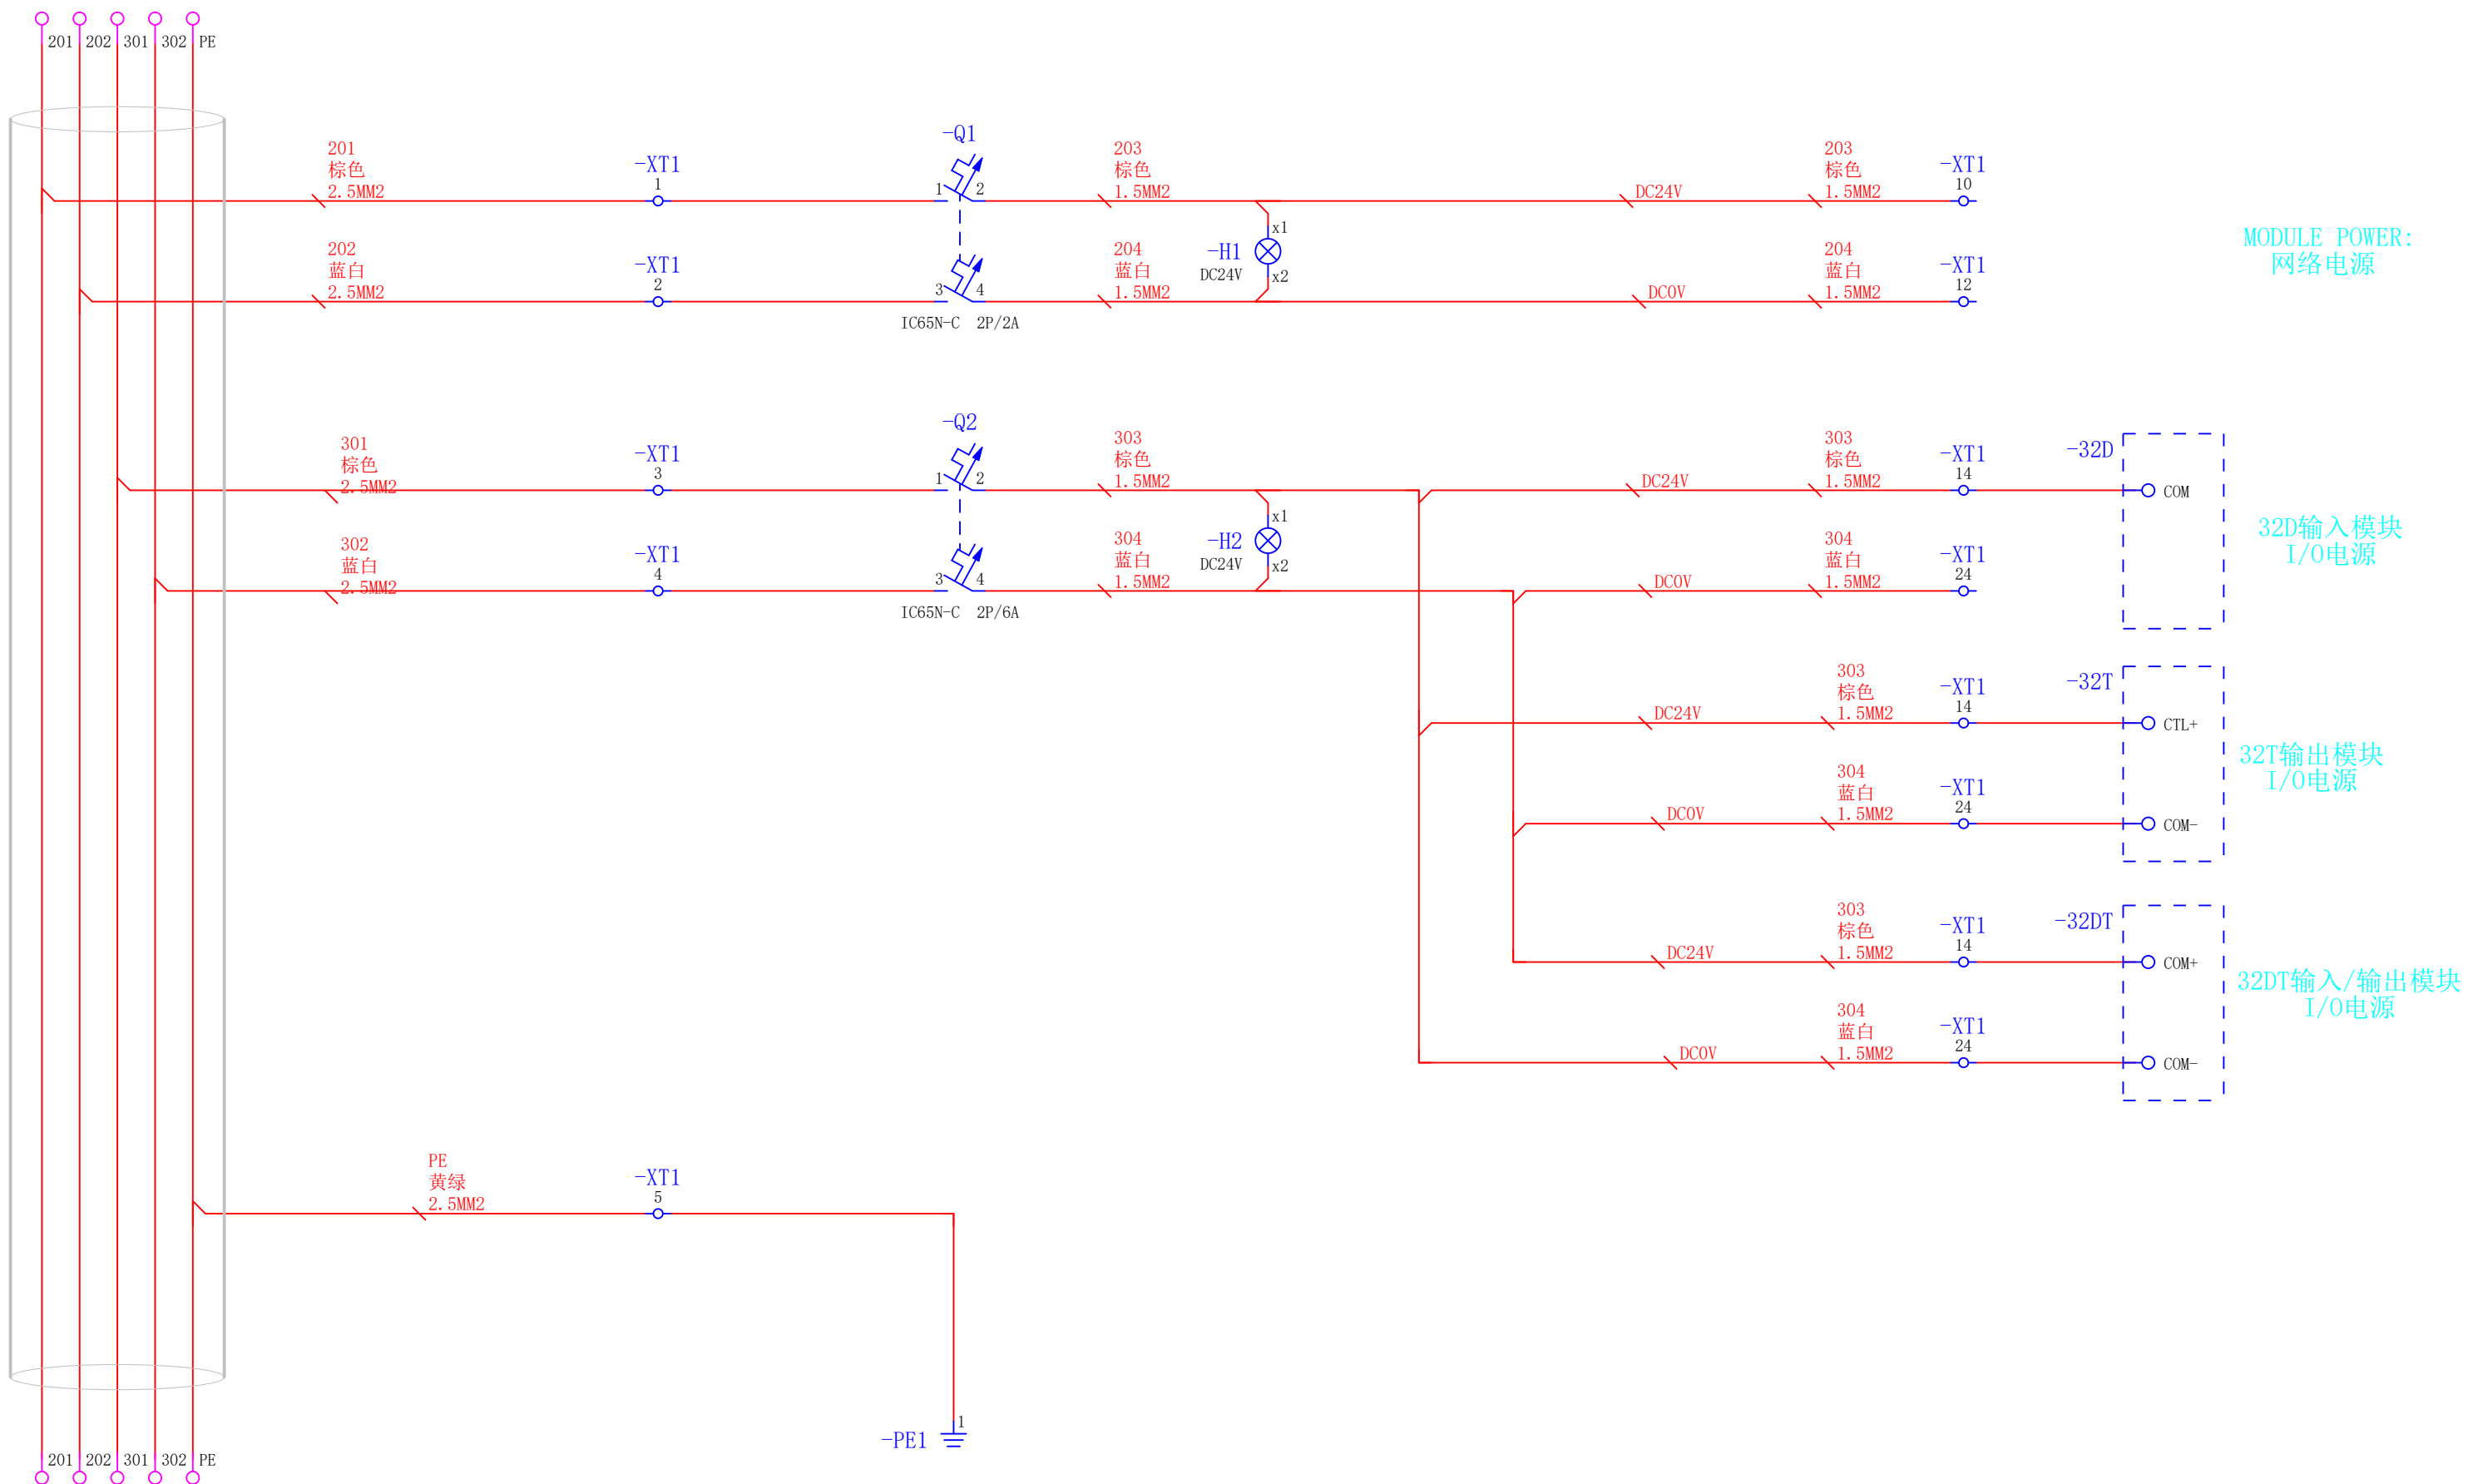 201 202 301 302 PE
-Q1
201
棕色
2.5MM2
-XT1
1
1 2
203
棕色
1.5MM2
DC24V
203
棕色
1.5MM2
-XT1
10
x1
-H1
DC24V
x2
MODULE POWER:
网络电源
202
蓝白
2.5MM2
-XT1
2
3 4
IC65N-C 2P/2A
204
蓝白
1.5MM2
DC0V
204
蓝白
1.5MM2
-XT1
12
-Q2
301
棕色
2.5MM2
-XT1
3
1 2
303
棕色
1.5MM2
DC24V
303
棕色
1.5MM2
-XT1
14
-32D
COM
x1
-H2
DC24V
x2
32D输入模块
I/O电源
302
蓝白
2.5MM2
-XT1
4
3 4
IC65N-C 2P/6A
304
蓝白
1.5MM2
DC0V
304
蓝白
1.5MM2
-XT1
24
DC24V
303
棕色
1.5MM2
-XT1
14
-32T
CTL+
32T输出模块
I/O电源
DC0V
304
蓝白
1.5MM2
-XT1
24
COM-
DC24V
303
棕色
1.5MM2
-XT1
14
-32DT
COM+
32DT输入/输出模块
I/O电源
DC0V
304
蓝白
1.5MM2
-XT1
24
COM-
PE
黄绿
2.5MM2
-XT1
5
1
-PE1
201 202 301 302 PE